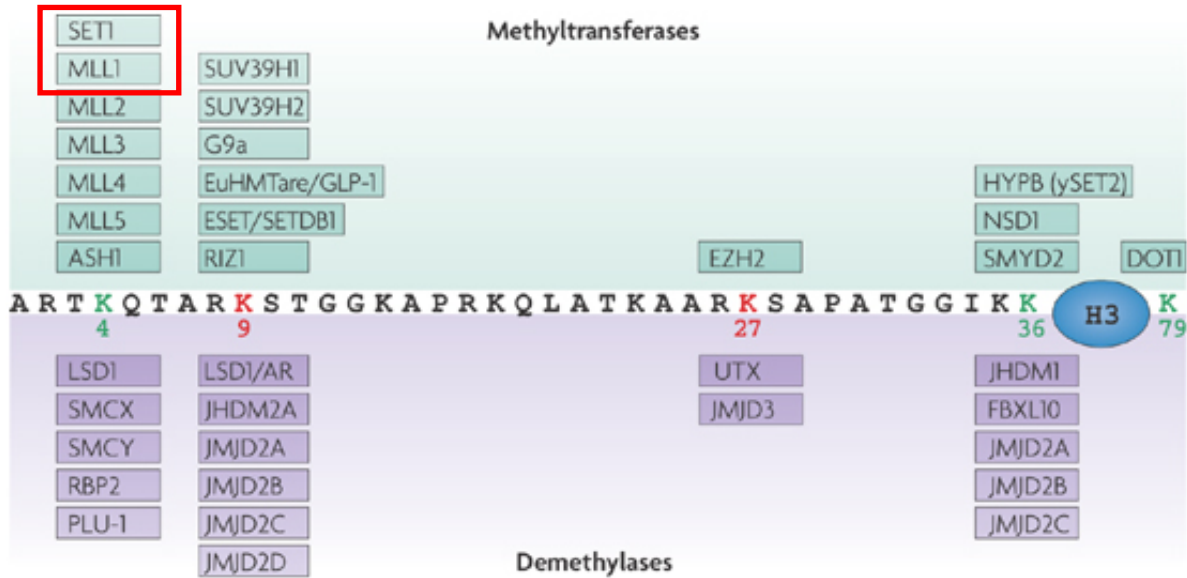 SET1
Methyltransferases
MLL1 SUV39H1
MLL2 SUV39H2
MLL3 G9a
MLL4 EuHMTare/GLP-1 HYPB (ySET2)
MLL5 ESET/SETDB1 NSD1
ASH1 RIZ1 EZH2 SMYD2 DOT1
A R T K Q T A R K S T G G K A P R K Q L A T K A A R K S A P A T G G I K K H3 K
4 9 27 36 79
LSD1 LSD1/AR UTX JHDM1
SMCX JHDM2A JMJD3 FBXL10
SMCY JMJD2A JMJD2A
RBP2 JMJD2B JMJD2B
PLU-1 JMJD2C JMJD2C
JMJD2D
Demethylases